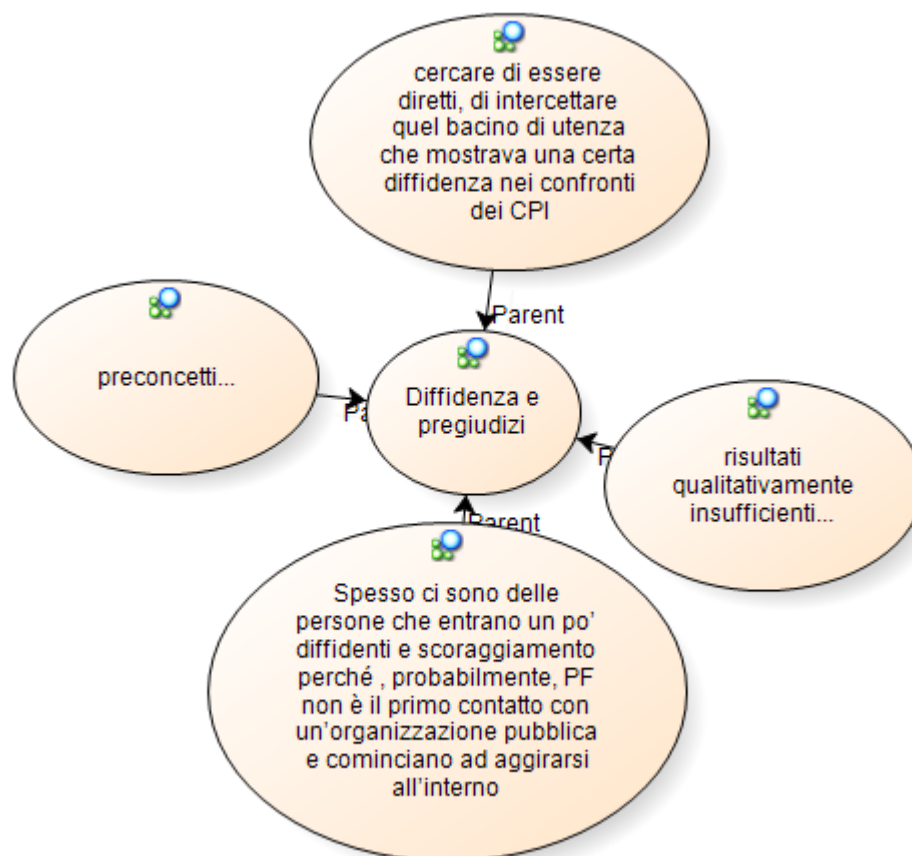 cercare di essere
diretti, di intercettare
quel bacino di utenza
che mostrava una certa
diffidenza nei confronti
dei CPI
Parent
preconcetti...
Diffidenza e
pregiudizi
risultati
qualitativamente
insufficienti...
Parent
Spesso ci sono delle
persone che entrano un po’
diffidenti e scoraggiamento
perché , probabilmente, PF
non è il primo contatto con
un’organizzazione pubblica
e cominciano ad aggirarsi
all’interno